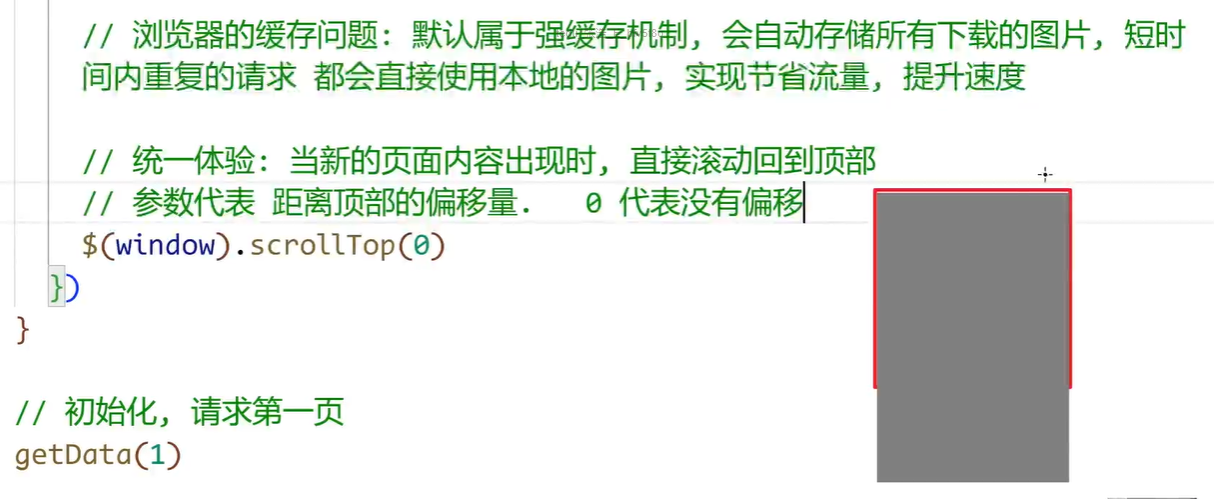 // 浏览器的缓存问题: 默认属于强缓存机制, 会自动存储所有下载的图片, 短时
间内重复的请求 都会直接使用本地的图片, 实现节省流量, 提升速度
// 统一体验: 当新的页面内容出现时, 直接滚动回到顶部
// 参数代表 距离顶部的偏移量.   0 代表没有偏移
$(window).scrollTop(0)
})
}
// 初始化, 请求第一页
getData(1)